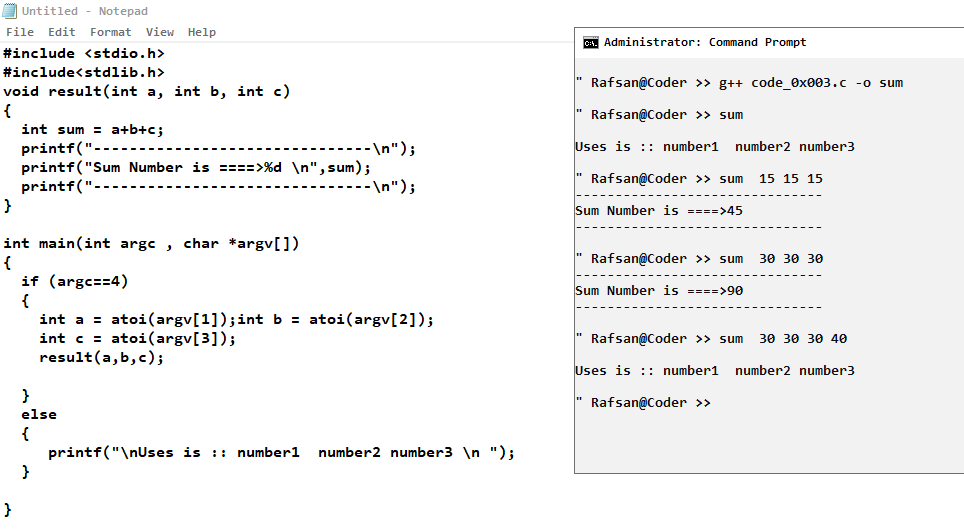 Untitled - Notepad
File Edit Format View Help
#include <stdio.h>
#include<stdlib.h>
void result(int a, int b, int c)
{
  int sum = a+b+c;
  printf("-------------------------------\n");
  printf("Sum Number is ====>%d \n",sum);
  printf("-------------------------------\n");
}
int main(int argc , char *argv[])
{
  if (argc==4)
  {
    int a = atoi(argv[1]);int b = atoi(argv[2]);
    int c = atoi(argv[3]);
    result(a,b,c);
  }
  else
  {
     printf("\nUses is :: number1  number2 number3 \n ");
  }
}
C:\. Administrator: Command Prompt
" Rafsan@Coder >> g++ code_0x003.c -o sum
" Rafsan@Coder >> sum
Uses is :: number1  number2 number3
" Rafsan@Coder >> sum  15 15 15
-------------------------------
Sum Number is ====>45
-------------------------------
" Rafsan@Coder >> sum  30 30 30
-------------------------------
Sum Number is ====>90
-------------------------------
" Rafsan@Coder >> sum  30 30 30 40
Uses is :: number1  number2 number3
" Rafsan@Coder >>